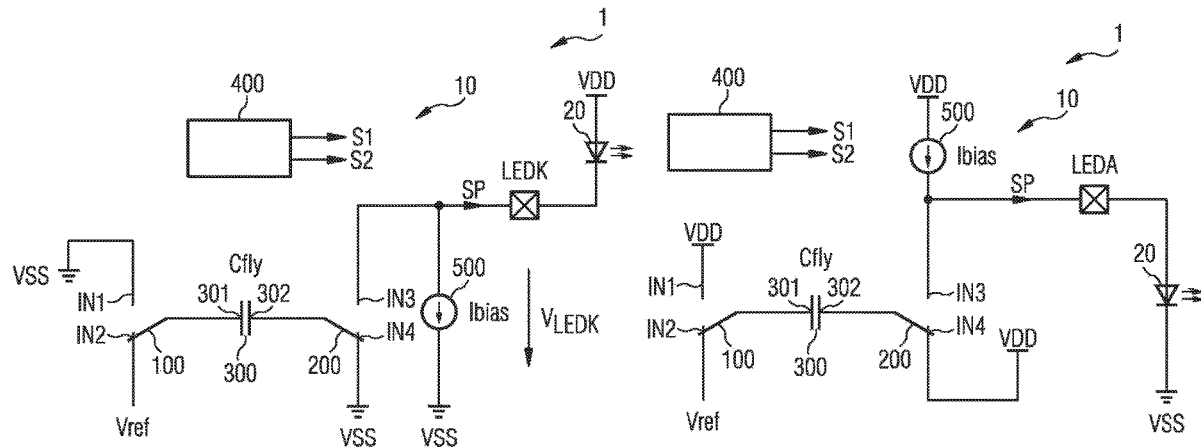 1
400
10
VDD
20
S1
S2
LEDK
SP
VSS
Cfly
500
IN1
301
302
IN3
Ibias
VLEDK
IN2
IN4
100
300
200
Vref
VSS
VSS
1
400
VDD
10
500
S1
S2
Ibias
LEDA
SP
VDD
Cfly
20
IN1
301
302
IN3
IN2
IN4
100
300
200
VDD
Vref
VSS